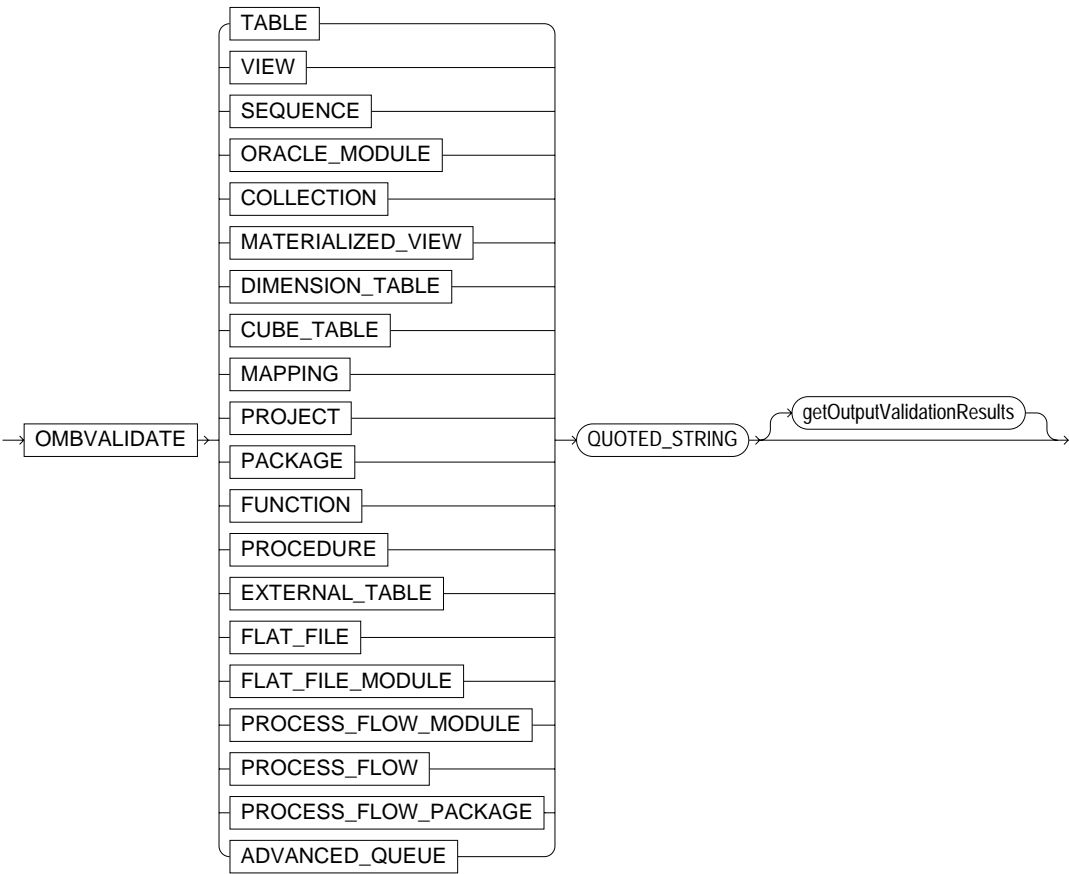 TABLE
VIEW
SEQUENCE
ORACLE_MODULE
COLLECTION
MATERIALIZED_VIEW
DIMENSION_TABLE
CUBE_TABLE
MAPPING
PROJECT
getOutputValidationResults
OMBVALIDATE
QUOTED_STRING
PACKAGE
FUNCTION
PROCEDURE
EXTERNAL_TABLE
FLAT_FILE
FLAT_FILE_MODULE
PROCESS_FLOW_MODULE
PROCESS_FLOW
PROCESS_FLOW_PACKAGE
ADVANCED_QUEUE